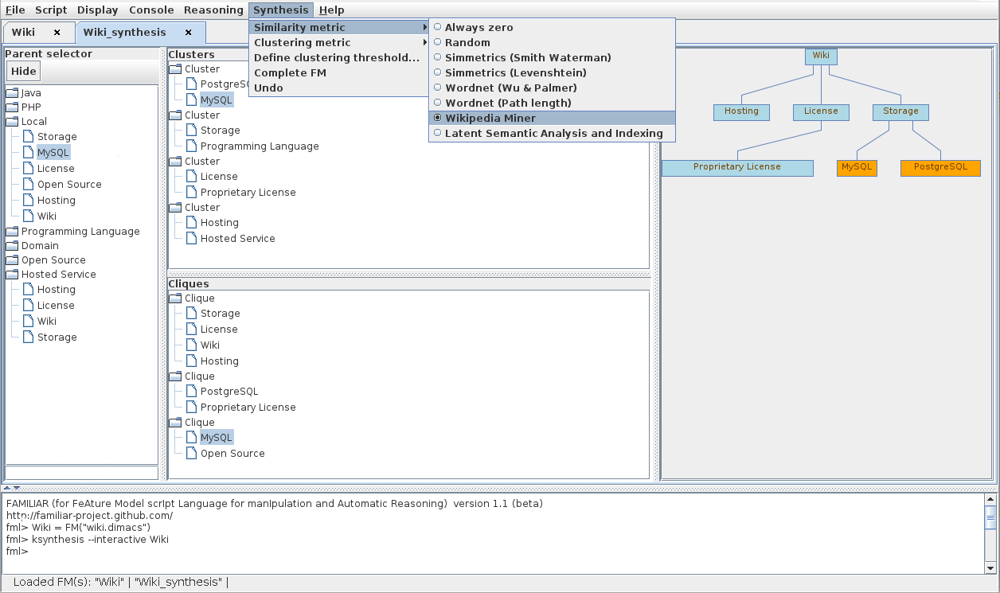 File Script Display Console Reasoning Synthesis Help
Wiki x Wiki_synthesis x
Similarity metric
Clustering metric
Define clustering threshold...
Complete FM
Undo
Always zero
Random
Simmetrics (Smith Waterman)
Simmetrics (Levenshtein)
Wordnet (Wu & Palmer)
Wordnet (Path length)
Wikipedia Miner
Latent Semantic Analysis and Indexing
Parent selector
Hide
Java
PHP
Local
Storage
MySQL
License
Open Source
Hosting
Wiki
Programming Language
Domain
Open Source
Hosted Service
Hosting
License
Wiki
Storage
Clusters
Cluster
PostgreSQ
MySQL
Cluster
Storage
Programming Language
Cluster
License
Proprietary License
Cluster
Hosting
Hosted Service
Cliques
Clique
Storage
License
Wiki
Hosting
Clique
PostgreSQL
Proprietary License
Clique
MySQL
Open Source
Wiki
Hosting License Storage
Proprietary License MySQL PostgreSQL
FAMILIAR (for FeAture Model scrIpt Language for manIpulation and Automatic Reasoning) version 1.1 (beta)
http://familiar-project.github.com/
fml> Wiki = FM("wiki.dimacs")
fml> ksynthesis --interactive Wiki
fml>
Loaded FM(s): "Wiki" | "Wiki_synthesis" |